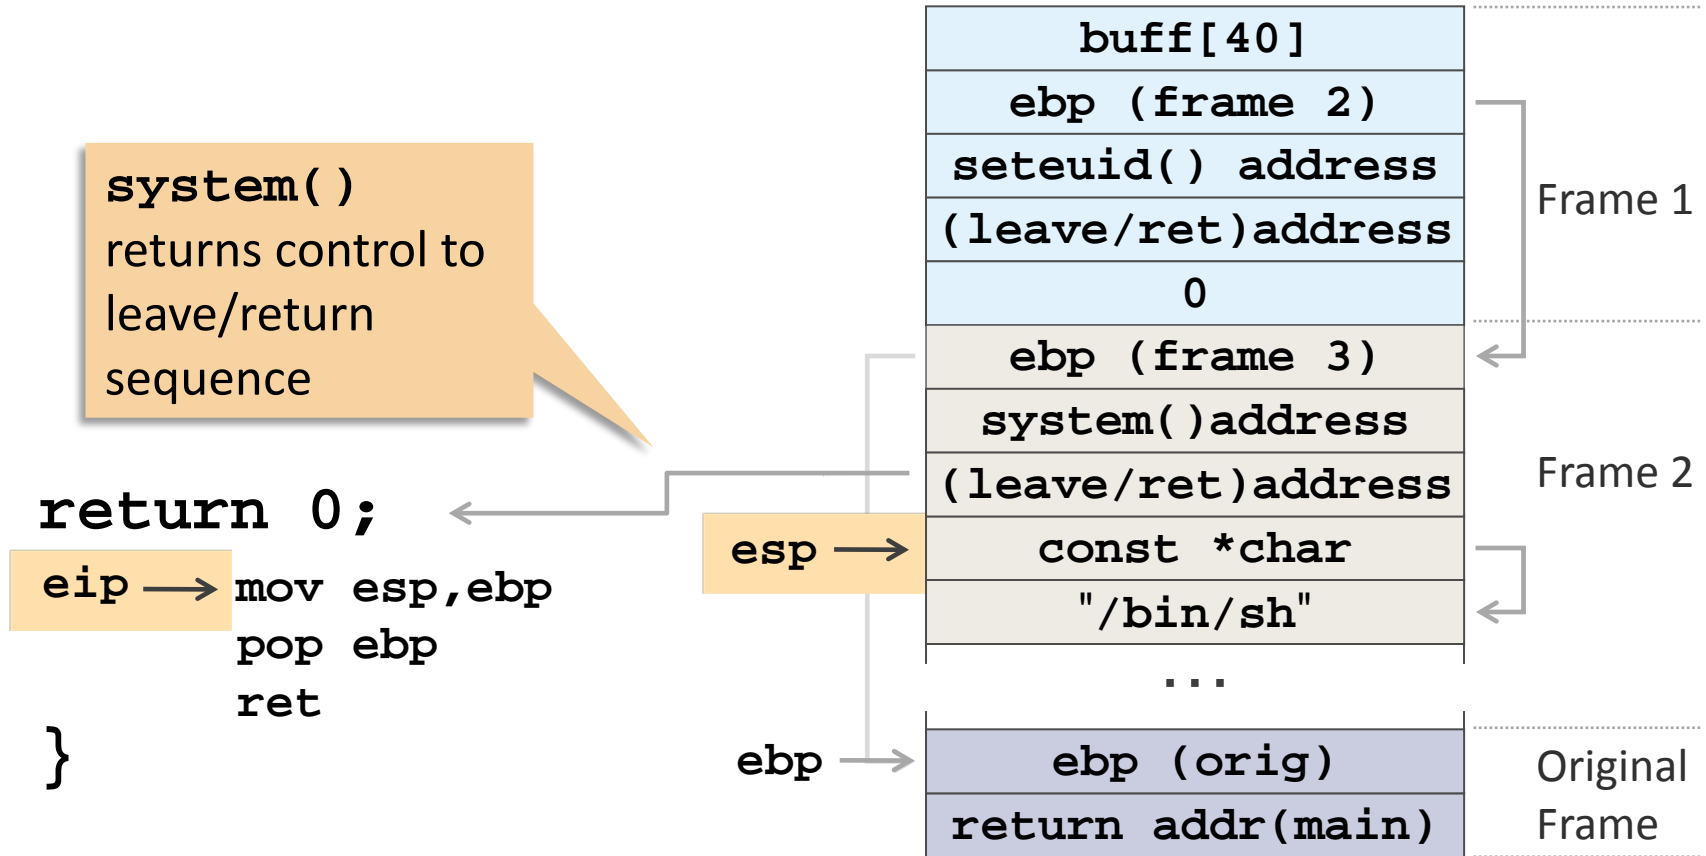 system()
returns control to
leave/return
sequence
return 0;
eip
mov esp,ebp
pop ebp
ret
}
buff[40]
ebp (frame 2)
seteuid() address
(leave/ret)address
0
Frame 1
ebp (frame 3)
system()address
(leave/ret)address
esp
const *char
"/bin/sh"
Frame 2
...
ebp
ebp (orig)
return addr(main)
Original
Frame